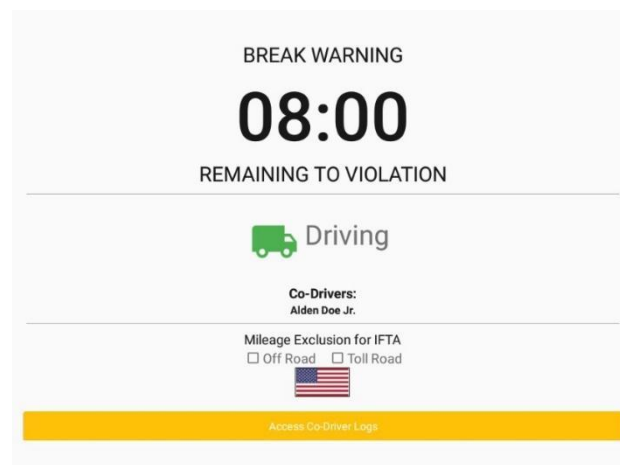 BREAK WARNING
08:00
REMAINING TO VIOLATION
Driving
Co-Drivers:
Alden Doe Jr.
Mileage Exclusion for IFTA
Off Road Toll Road
Access Co-Driver Logs